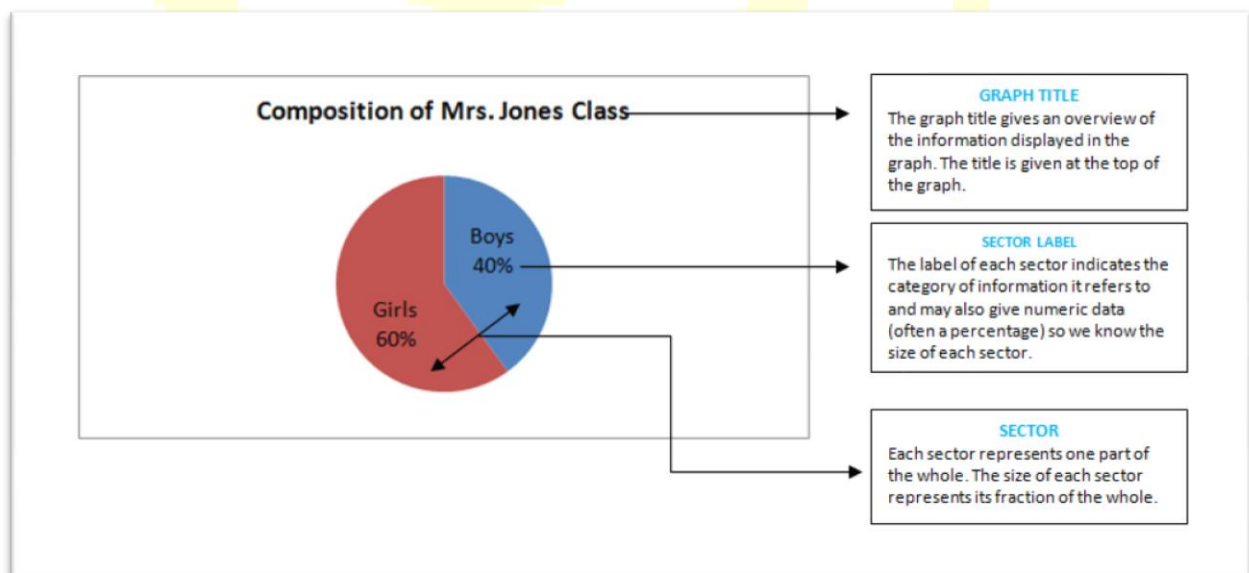 Composition of Mrs. Jones Class
Boys
40%
Girls
60%
GRAPH TITLE
The graph title gives an overview of
the information displayed in the
graph. The title is given at the top of
the graph.
SECTOR LABEL
The label of each sector indicates the
category of information it refers to
and may also give numeric data
(often a percentage) so we know the
size of each sector.
SECTOR
Each sector represents one part of
the whole. The size of each sector
represents its fraction of the whole.